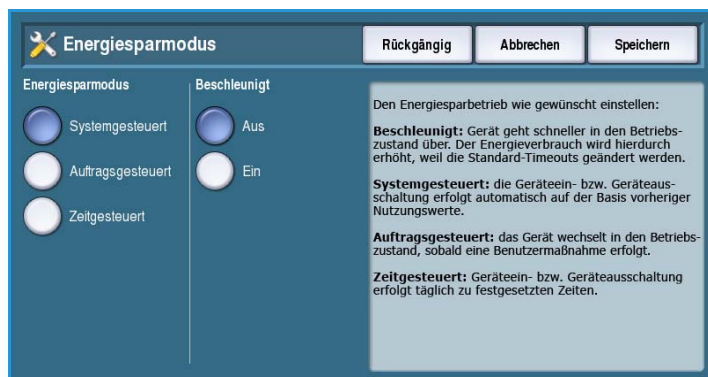 Energiesparmodus
Rückgängig
Abbrechen
Speichern
Energiesparmodus
Systemgesteuert
Auftragsgesteuert
Zeitgesteuert
Beschleunigt
Aus
Ein
Den Energiesparbetrieb wie gewünscht einstellen:
Beschleunigt: Gerät geht schneller in den Betriebs-
zustand über. Der Energieverbrauch wird hierdurch
erhöht, weil die Standard-Timeouts geändert werden.
Systemgesteuert: die Geräteein- bzw. Geräteaus-
schaltung erfolgt automatisch auf der Basis vorheriger
Nutzungswerte.
Auftragsgesteuert: das Gerät wechselt in den Betriebs-
zustand, sobald eine Benutzermaßnahme erfolgt.
Zeitgesteuert: Geräteein- bzw. Geräteausschaltung
erfolgt täglich zu festgesetzten Zeiten.